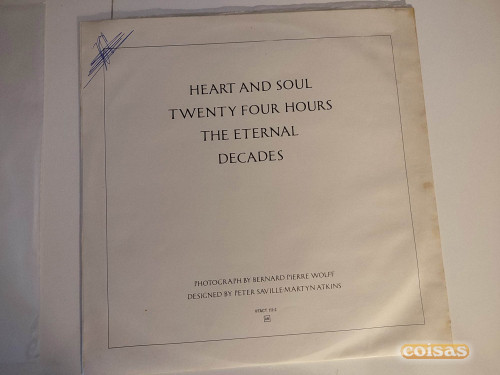 HEART AND SOUL
TWENTY FOUR HOURS
THE ETERNAL
DECADES
PHOTOGRAPH BY BERNARD PIERRE WOLFF
DESIGNED BY PETER SAVILLE·MARTYN ATKINS
coisas